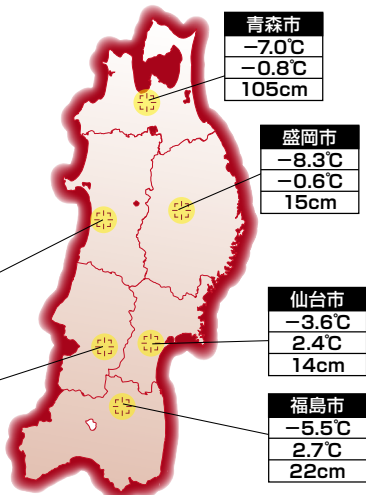 青森市
−7.0℃
−0.8℃
105cm
盛岡市
−8.3℃
−0.6℃
15cm
仙台市
−3.6℃
2.4℃
14cm
福島市
−5.5℃
2.7℃
22cm